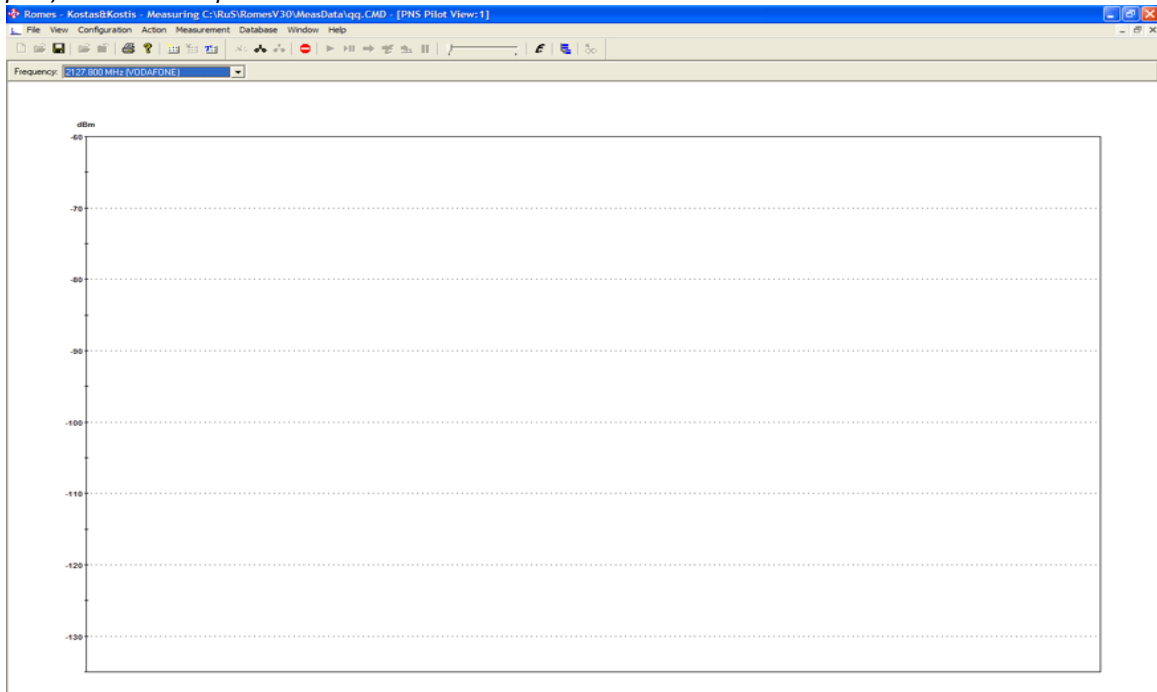 Romes - Kostas&Kostis - Measuring C:\RuS\RomesV30\MeasData\qq.CMD - [PNS Pilot View:1]
File View Configuration Action Measurement Database Window Help
Frequency: 2127.800 MHz (VODAFONE)
dBm
-60
-70
-80
-90
-100
-110
-120
-130